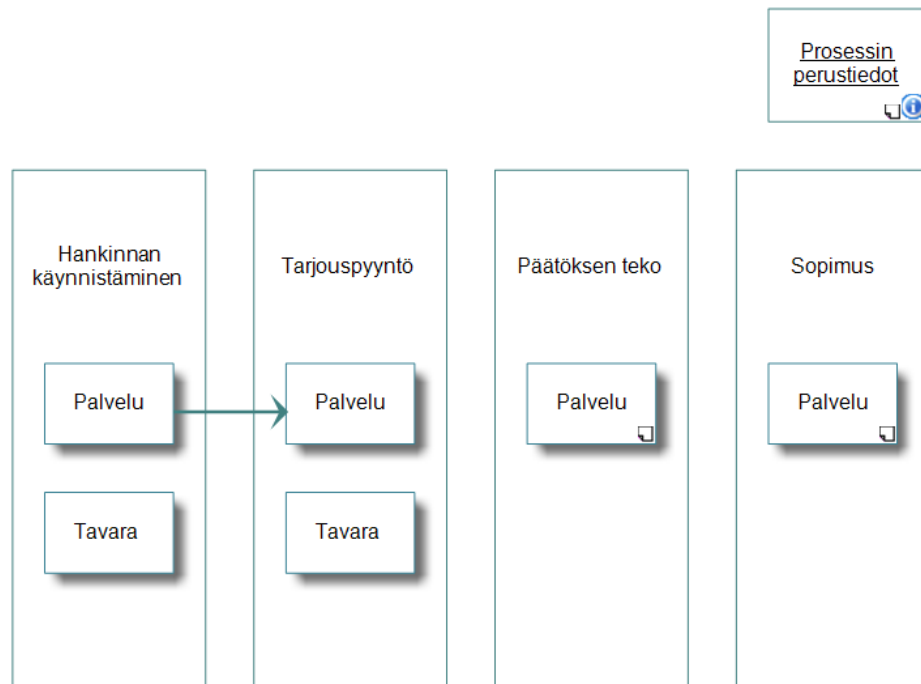 Prosessin
perustiedot
Hankinnan
käynnistäminen
Tarjouspyyntö
Päätöksen teko
Sopimus
Palvelu
Palvelu
Palvelu
Palvelu
Tavara
Tavara